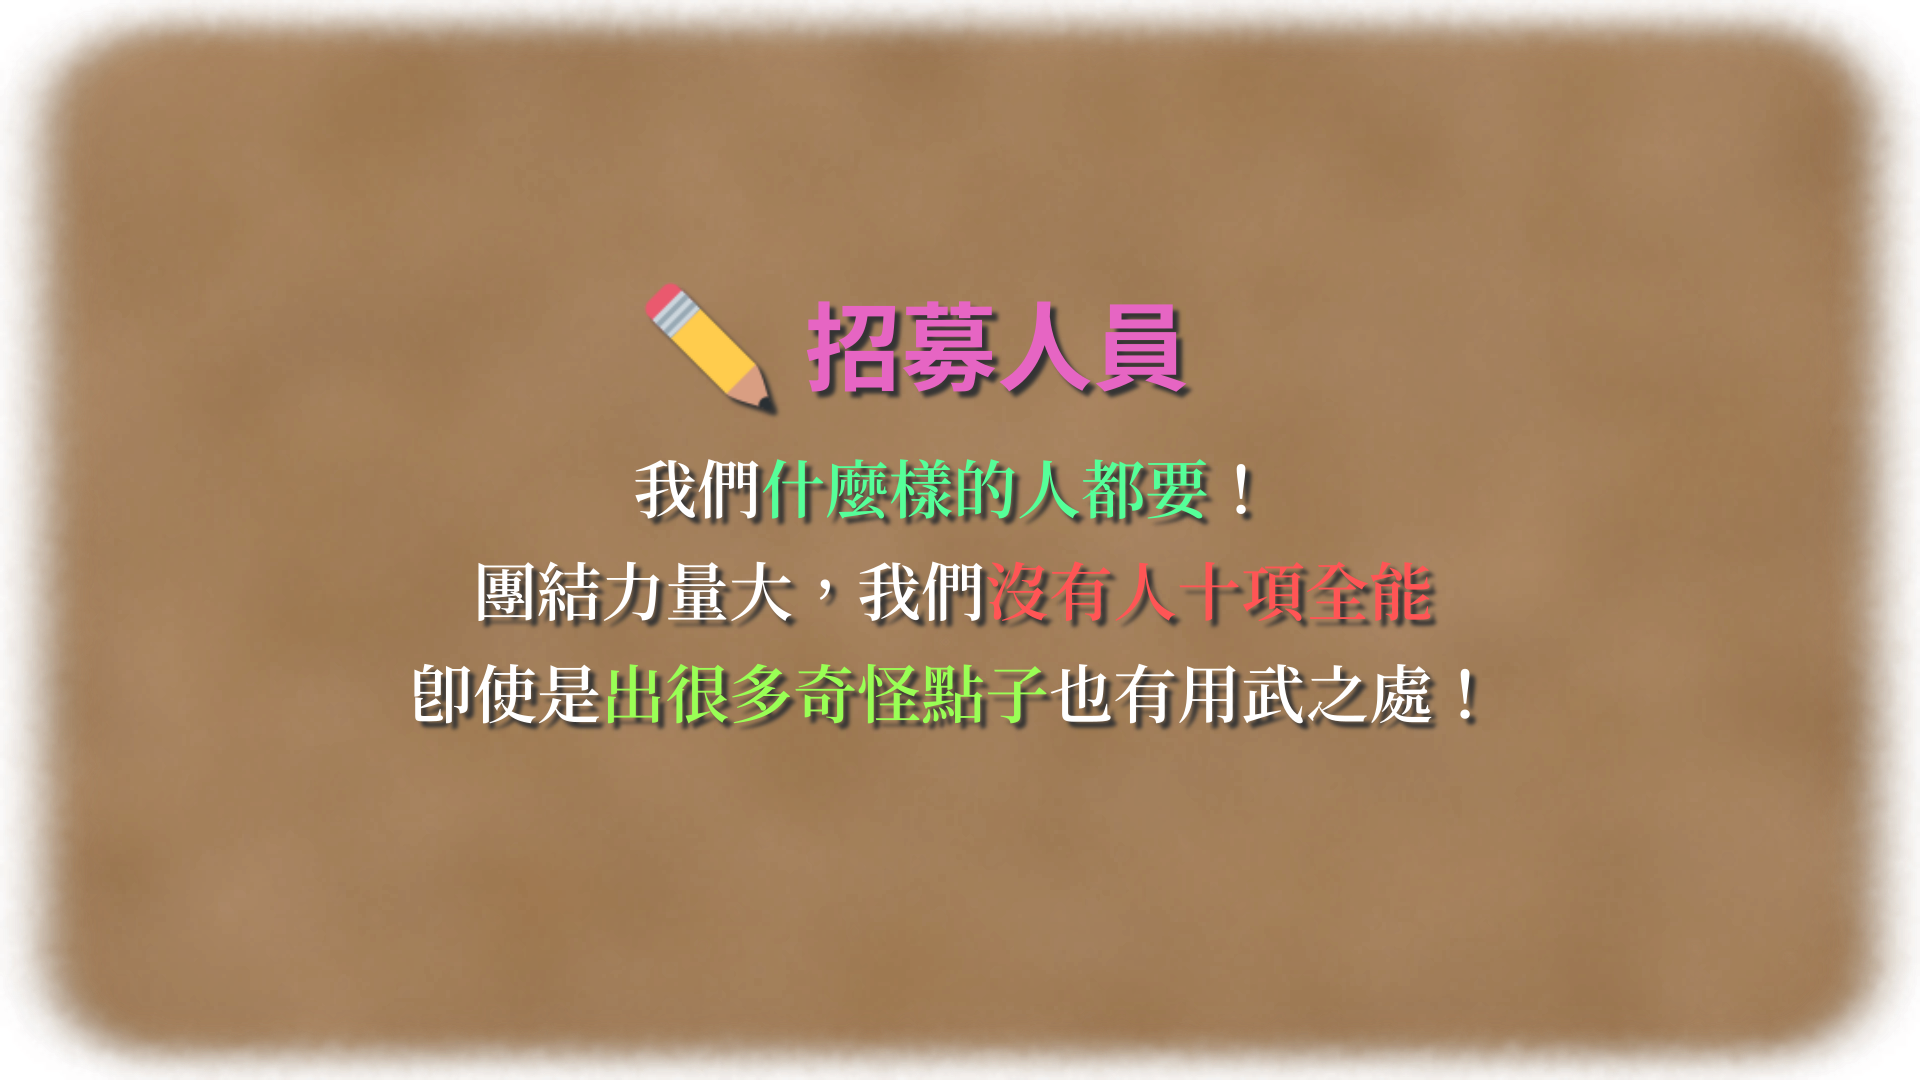 ✏️ 招募人員
我們什麼樣的人都要！
團結力量大，我們沒有人十項全能
即使是出很多奇怪點子也有用武之處！